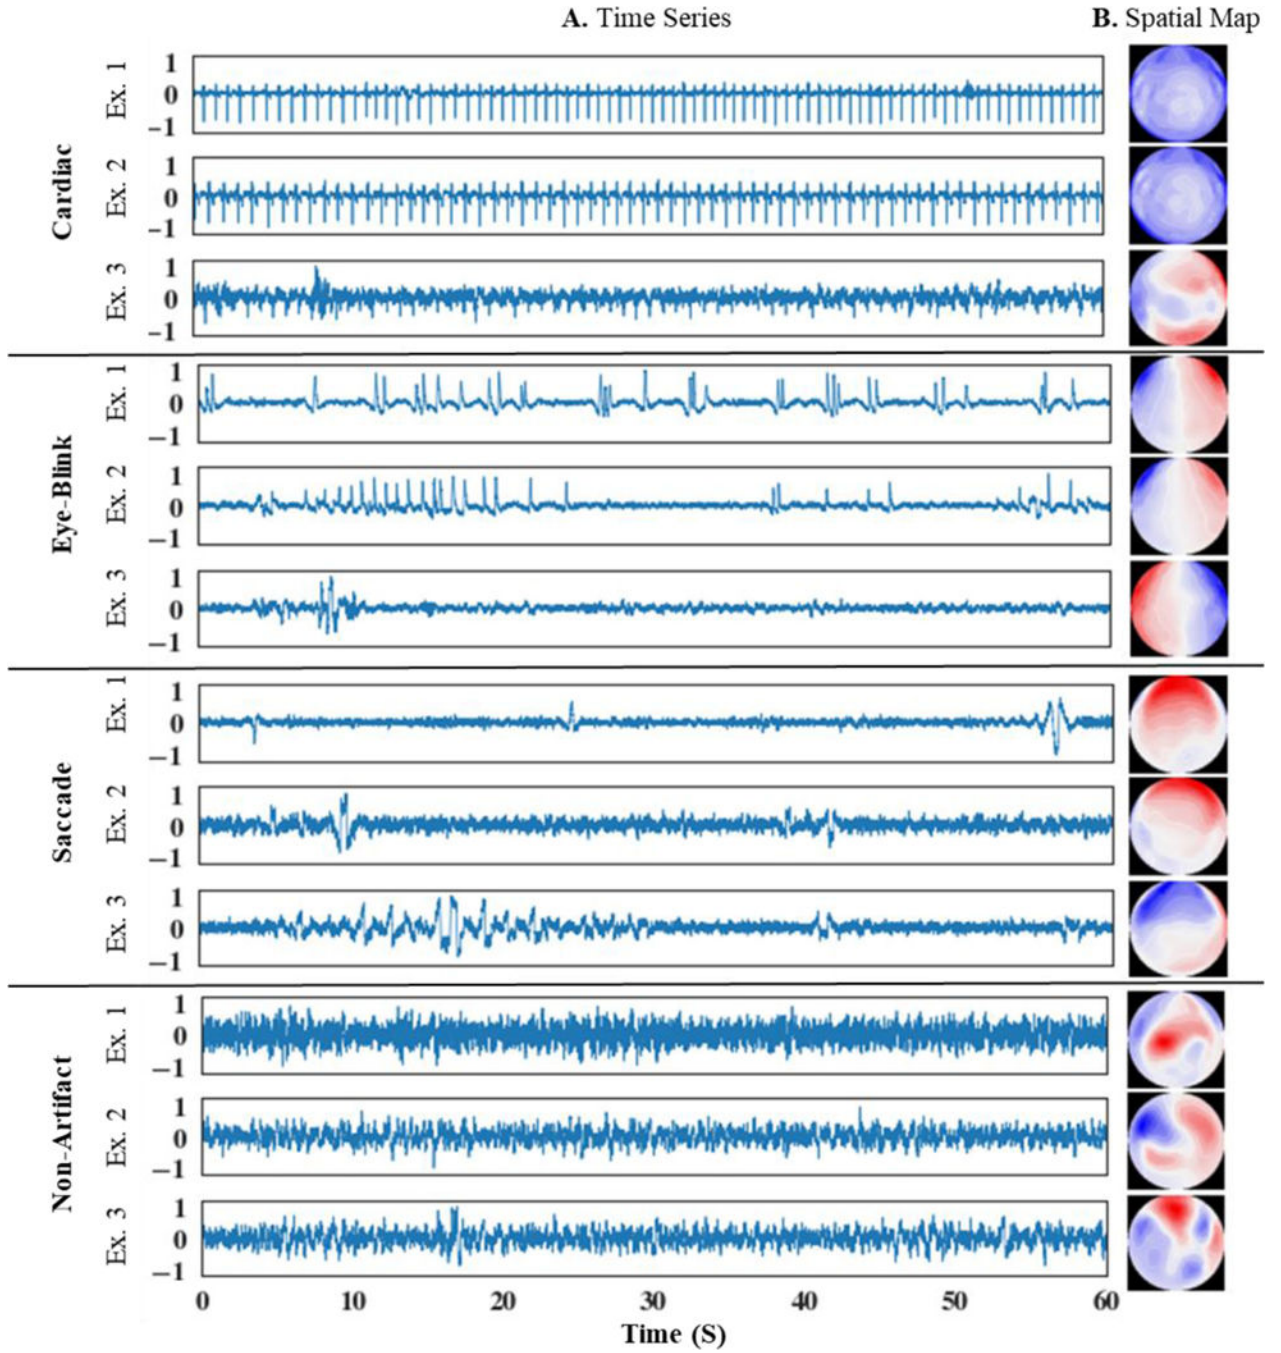 A. Time Series
B. Spatial Map
Cardiac
Ex. 1
1
0
−1
Ex. 2
1
0
−1
Ex. 3
1
0
−1
Eye-Blink
Ex. 1
1
0
−1
Ex. 2
1
0
−1
Ex. 3
1
0
−1
Saccade
Ex. 1
1
0
−1
Ex. 2
1
0
−1
Ex. 3
1
0
−1
Non-Artifact
Ex. 1
1
0
−1
Ex. 2
1
0
−1
Ex. 3
1
0
−1
0 10 20 30 40 50 60
Time (S)